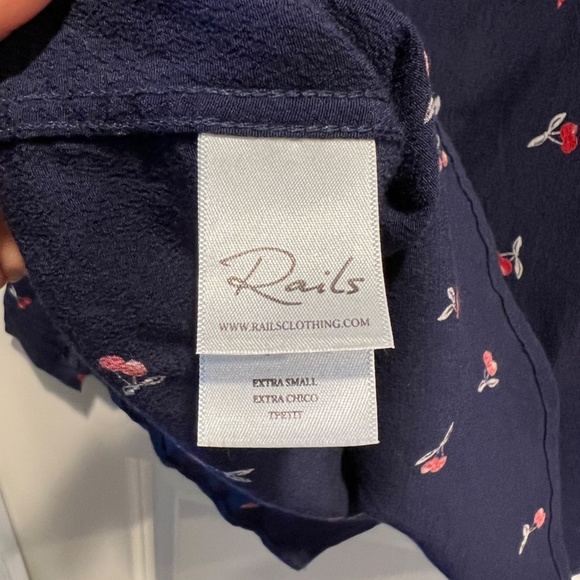 Rails
WWW.RAILSCLOTHING.COM
EXTRA SMALL
EXTRA CHICO
TPETIT